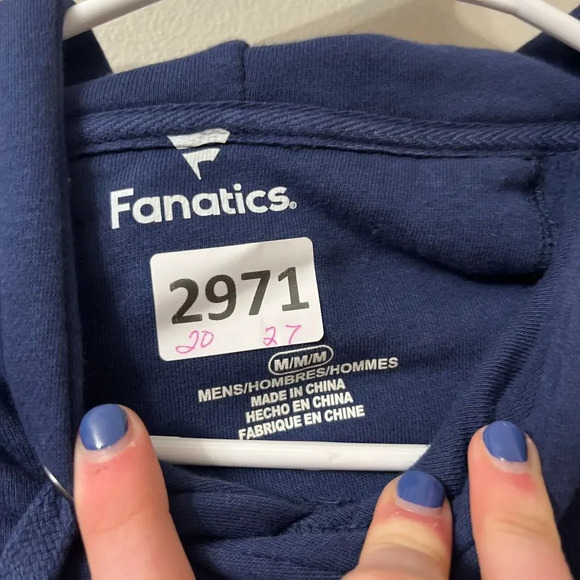 Fanatics®
2971
20 27
M/M/M
MENS/HOMBRES/HOMMES
MADE IN CHINA
HECHO EN CHINA
FABRIQUE EN CHINE